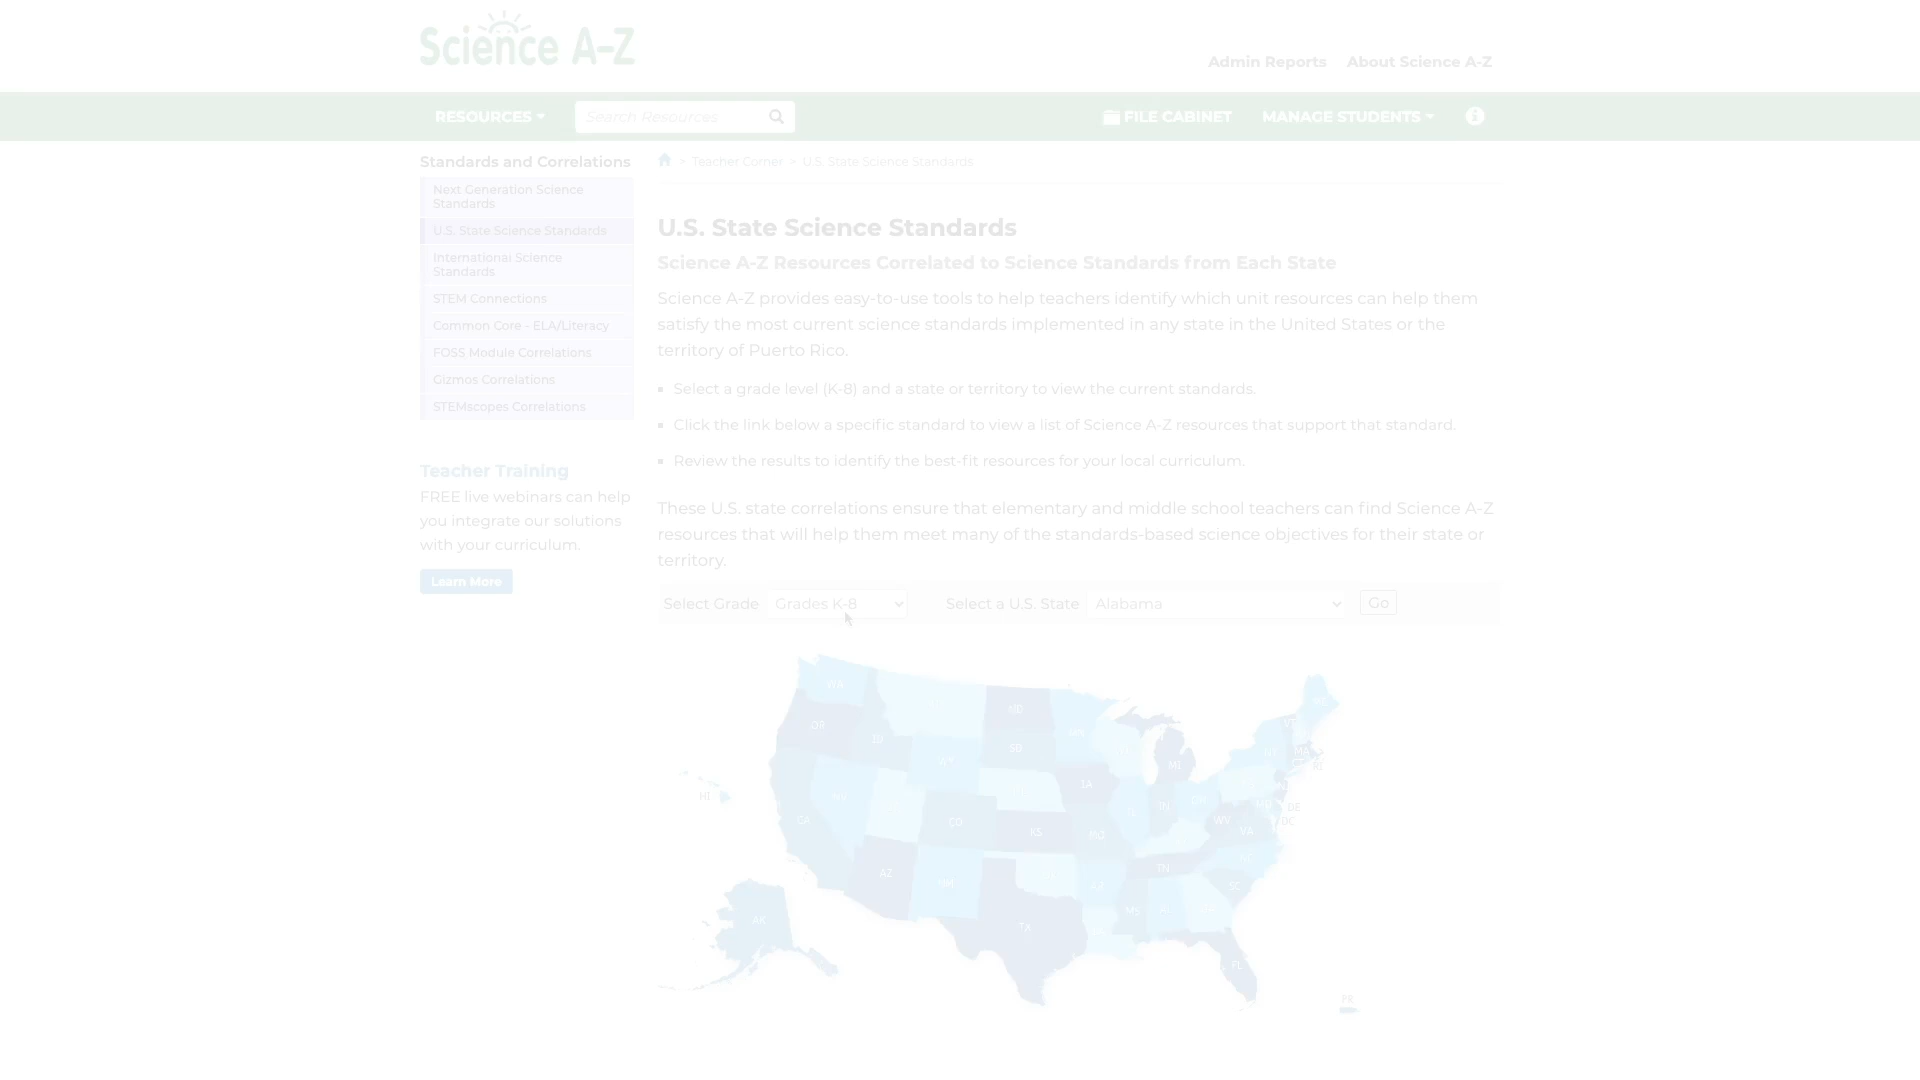 Science A-Z
Admin Reports
About Science A-Z
RESOURCES
Search Resources
FILE CABINET
MANAGE STUDENTS
Standards and Correlations
Next Generation Science
Standards
U.S. State Science Standards
International Science
Standards
STEM Connections
Common Core - ELA/Literacy
FOSS Module Correlations
Gizmos Correlations
STEMscopes Correlations
Teacher Training
FREE live webinars can help
you integrate our solutions
with your curriculum.
Learn More
> Teacher Corner > U.S. State Science Standards
U.S. State Science Standards
Science A-Z Resources Correlated to Science Standards from Each State
Science A-Z provides easy-to-use tools to help teachers identify which unit resources can help them
satisfy the most current science standards implemented in any state in the United States or the
territory of Puerto Rico.
Select a grade level (K-8) and a state or territory to view the current standards.
Click the link below a specific standard to view a list of Science A-Z resources that support that standard.
Review the results to identify the best-fit resources for your local curriculum.
These U.S. state correlations ensure that elementary and middle school teachers can find Science A-Z
resources that will help them meet many of the standards-based science objectives for their state or
territory.
Select Grade
Grades K-8
Select a U.S. State
Alabama
Go
WA
ND
OR
MN
VT
ID
SD
WY
NY
MA
CT
MI
RI
IA
HI
NV
IN
OH
MD
DE
CA
CO
WV
DC
KS
MO
VA
NC
TN
AZ
NM
SC
AR
MS
AK
TX
FL
PR